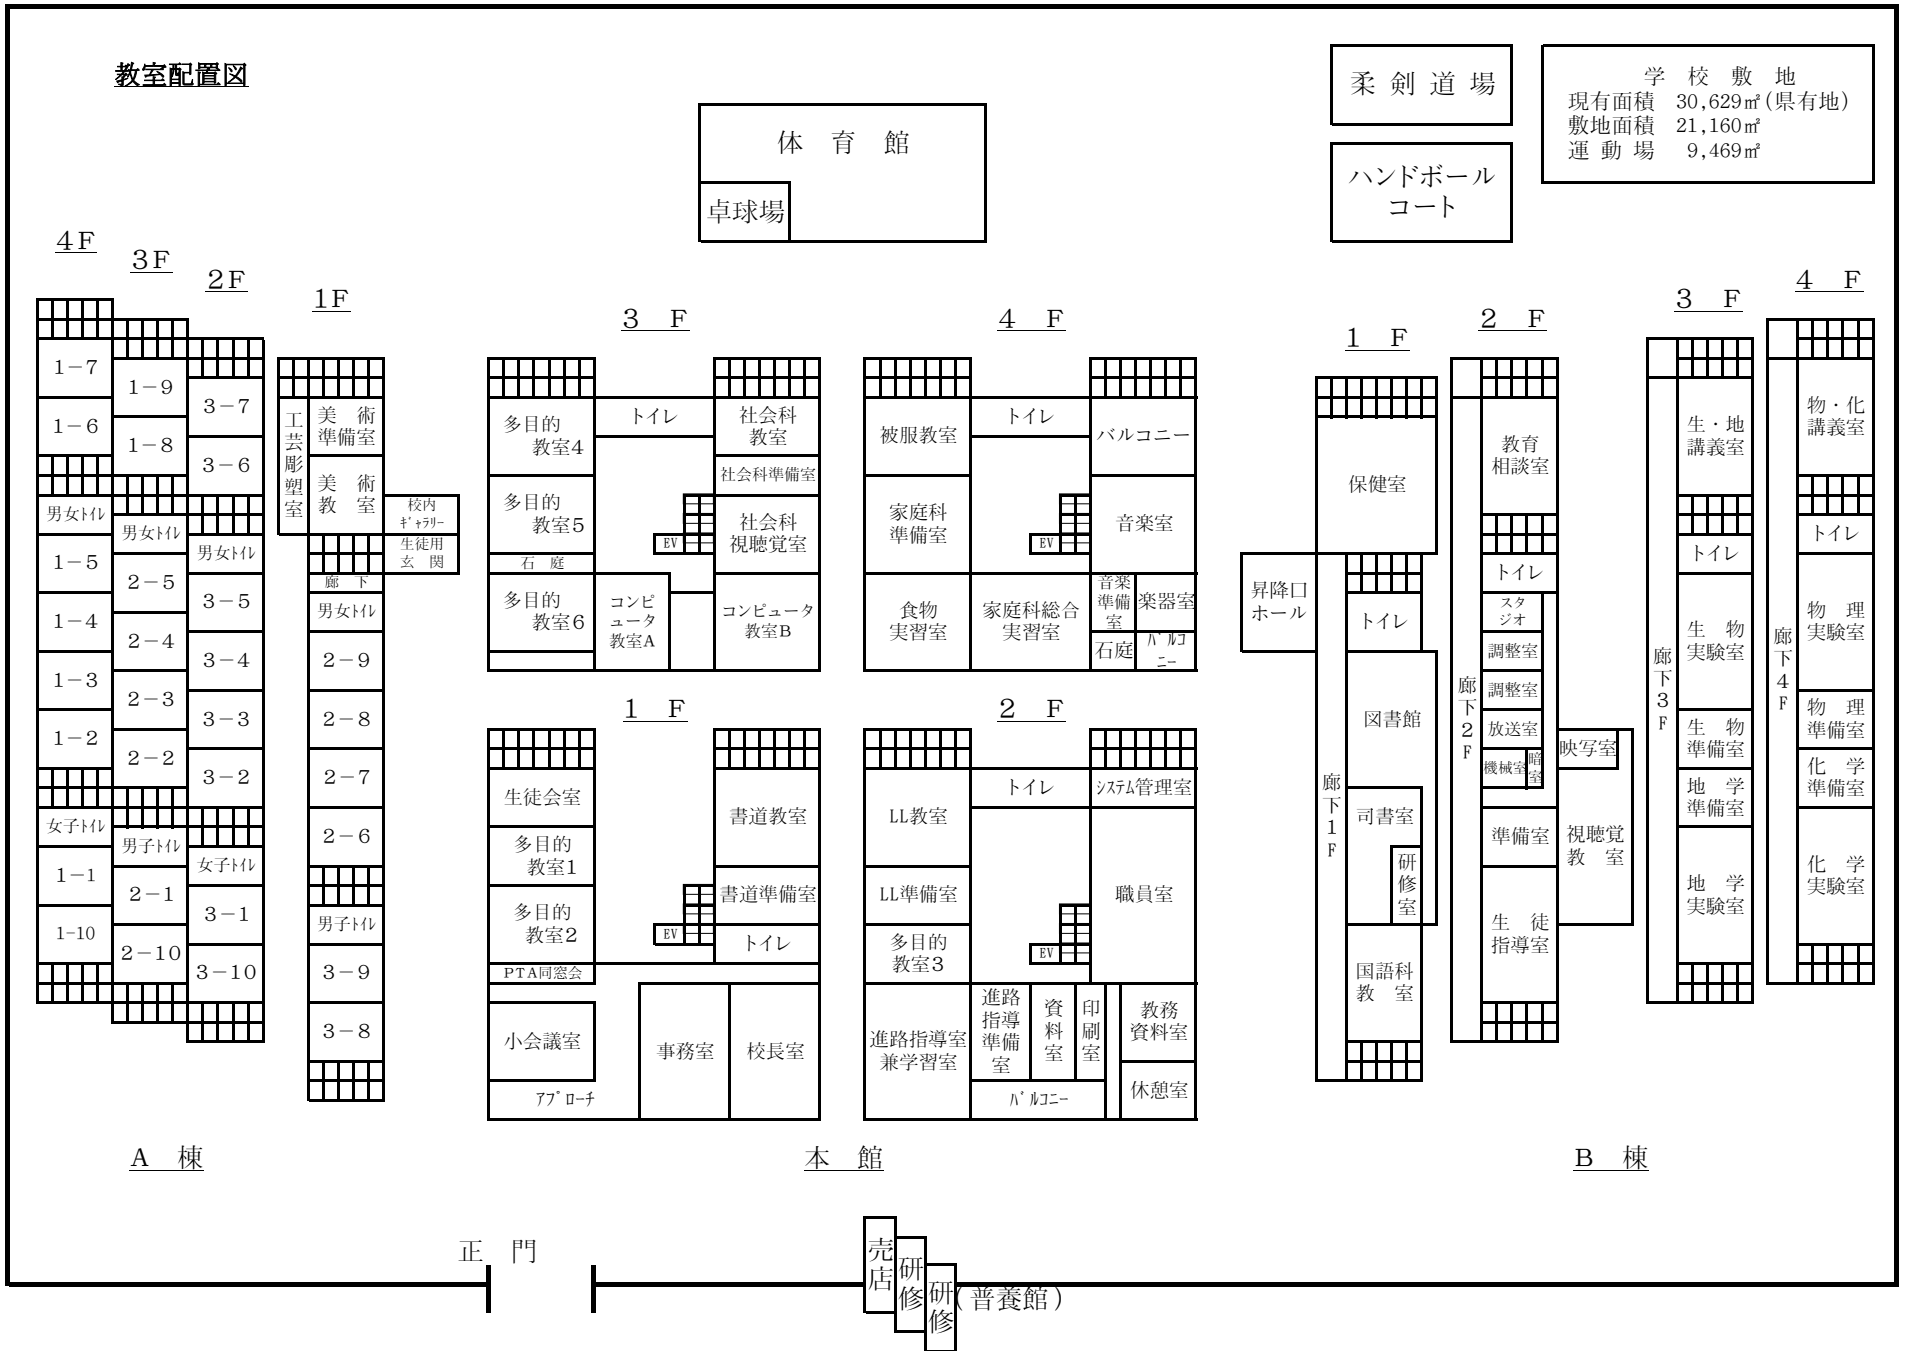 教室配置図
柔剣道場
学校敷地
現有面積 30,629㎡(県有地)
敷地面積 21,160㎡
運動場 9,469㎡
体育館
卓球場
ハンドボール
コート
4F
1−7
1−6
男女ﾄｲﾚ
1−5
1−4
1−3
1−2
女子ﾄｲﾚ
1−1
1-10
3F
1−9
1−8
男女ﾄｲﾚ
2−5
2−4
2−3
2−2
男子ﾄｲﾚ
2−1
2−10
2F
3−7
3−6
男女ﾄｲﾚ
3−5
3−4
3−3
3−2
女子ﾄｲﾚ
3−1
3−10
1F
工芸彫塑室
美術
準備室
美術
教室
校内
ｷﾞｬﾗﾘｰ
生徒用
玄関
廊下
男女ﾄｲﾚ
2−9
2−8
2−7
2−6
男子ﾄｲﾚ
3−9
3−8
A 棟
3 F
多目的
教室4
トイレ
社会科
教室
社会科準備室
多目的
教室5
社会科
視聴覚室
EV
石庭
多目的
教室6
コンピ
ュータ
教室A
コンピュータ
教室B
4 F
被服教室
トイレ
バルコニー
家庭科
準備室
音楽室
EV
食物
実習室
家庭科総合
実習室
音楽
準備
室
楽器室
石庭
ﾊﾞﾙｺ
ﾆｰ
1 F
生徒会室
書道教室
多目的
教室1
多目的
教室2
書道準備室
EV
トイレ
PTA同窓会
小会議室
事務室
校長室
ｱﾌﾟﾛｰﾁ
2 F
LL教室
トイレ
ｼｽﾃﾑ管理室
LL準備室
職員室
多目的
教室3
EV
進路指導室
兼学習室
進路
指導
準備
室
資料室
印刷室
教務
資料室
休憩室
ﾊﾞﾙｺﾆｰ
本館
1 F
保健室
昇降口
ホール
トイレ
図書館
廊下1F
司書室
研修室
国語科
教室
2 F
教育
相談室
トイレ
スタ
ジオ
調整室
調整室
廊下2F
放送室
映写室
機械室
暗室
準備室
視聴覚
教室
生徒
指導室
3 F
生・地
講義室
トイレ
生物
実験室
廊下3F
生物
準備室
地学
準備室
地学
実験室
4 F
物・化
講義室
トイレ
物理
実験室
廊下4F
物理
準備室
化学
準備室
化学
実験室
B 棟
正門
売店
研修
研修
(普養館)